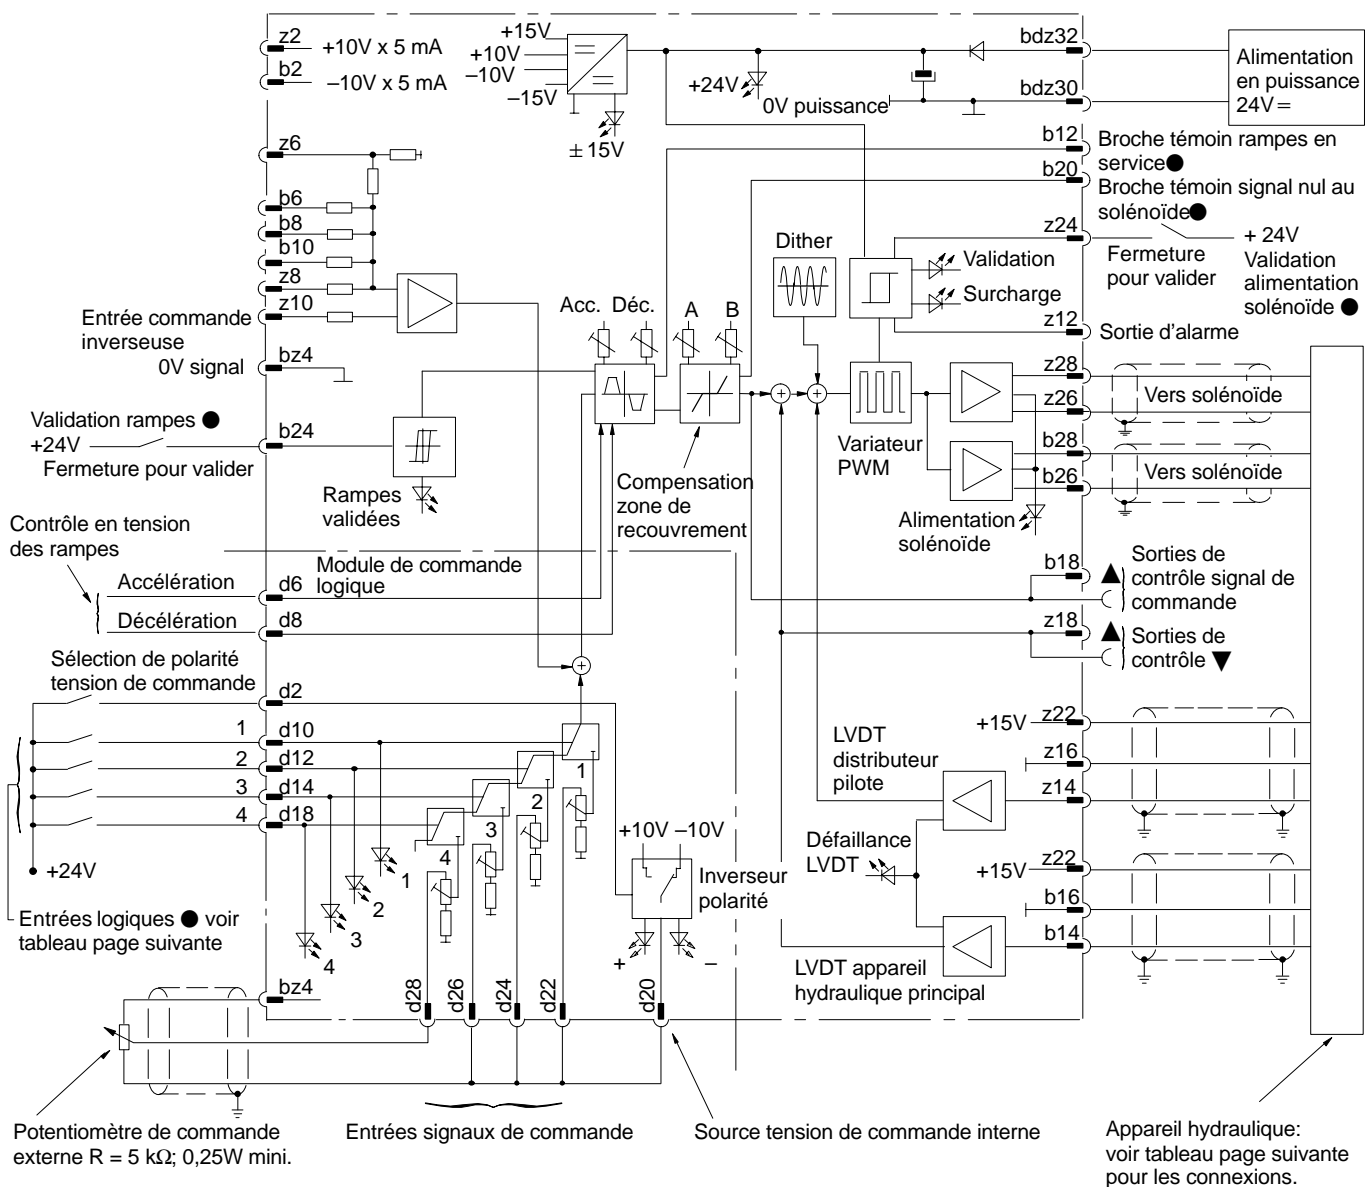 z2
+10V x 5 mA
b2
–10V x 5 mA
+15V
+10V
–10V
–15V
± 15V
+24V
0V puissance
bdz32
bdz30
Alimentation
en puissance
24V=
z6
b6
b8
b10
z8
z10
Entrée commande
inverseuse
0V signal
bz4
b12
Broche témoin rampes en
service●
b20
Broche témoin signal nul au
solénoïde●
z24
Fermeture
pour valider
+ 24V
Validation
alimentation
solénoïde ●
Dither
Validation
Surcharge
z12
Sortie d'alarme
Acc.
Déc.
A
B
z28
Vers solénoïde
z26
b28
Vers solénoïde
b26
Validation rampes ●
+24V
Fermeture pour valider
b24
Rampes
validées
Compensation
zone de
recouvrement
Variateur
PWM
Alimentation
solénoïde
Contrôle en tension
des rampes
Accélération
d6
Décélération
d8
Module de commande
logique
b18
▲
Sorties de
contrôle signal de
commande
z18
▲
Sorties de
contrôle ▼
Sélection de polarité
tension de commande
d2
1
d10
2
d12
3
d14
4
d18
+24V
Entrées logiques ● voir
tableau page suivante
1
2
3
4
1
2
3
4
+10V
–10V
Inverseur
polarité
+
–
LVDT
distributeur
pilote
Défaillance
LVDT
LVDT appareil
hydraulique principal
+15V
z22
z16
z14
+15V
z22
b16
b14
bz4
d28
d26
d24
d22
d20
Potentiomètre de commande
externe R = 5 kΩ; 0,25W mini.
Entrées signaux de commande
Source tension de commande interne
Appareil hydraulique:
voir tableau page suivante
pour les connexions.